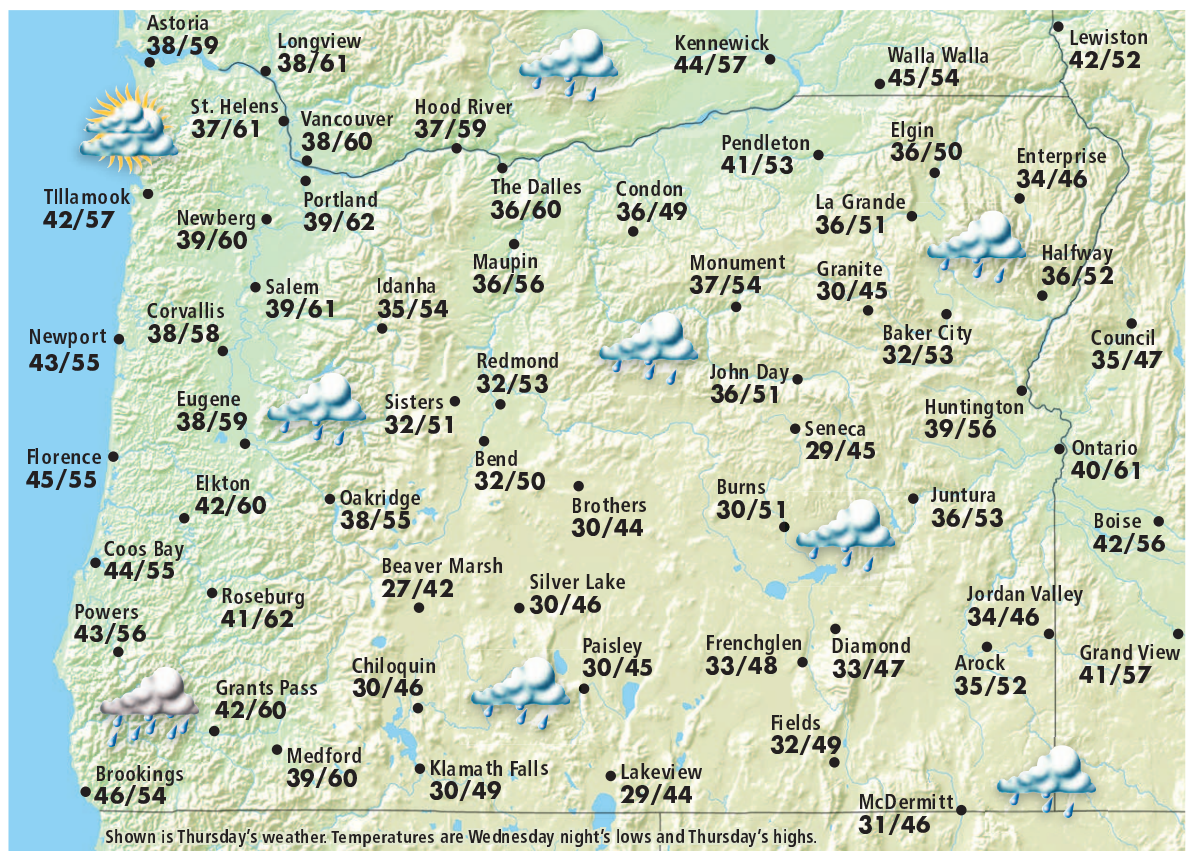 Astoria
38/59
Longview
38/61
Kennewick
44/57
Walla Walla
45/54
Lewiston
42/52
St. Helens
37/61
Vancouver
38/60
Hood River
37/59
Pendleton
41/53
Elgin
36/50
Enterprise
34/46
TIllamook
42/57
Newberg
39/60
Portland
39/62
The Dalles
36/60
Condon
36/49
La Grande
36/51
Salem
39/61
Idanha
35/54
Maupin
36/56
Monument
37/54
Granite
30/45
Halfway
36/52
Newport
43/55
Corvallis
38/58
Baker City
32/53
Council
35/47
Eugene
38/59
Sisters
32/51
Redmond
32/53
John Day
36/51
Huntington
39/56
Florence
45/55
Seneca
29/45
Ontario
40/61
Elkton
42/60
Oakridge
38/55
Bend
32/50
Brothers
30/44
Burns
30/51
Juntura
36/53
Boise
42/56
Coos Bay
44/55
Beaver Marsh
27/42
Silver Lake
30/46
Jordan Valley
34/46
Powers
43/56
Roseburg
41/62
Paisley
30/45
Frenchglen
33/48
Diamond
33/47
Arock
35/52
Grand View
41/57
Chiloquin
30/46
Grants Pass
42/60
Fields
32/49
Brookings
46/54
Medford
39/60
Klamath Falls
30/49
Lakeview
29/44
McDermitt
31/46
Shown is Thursday's weather. Temperatures are Wednesday night's lows and Thursday's highs.